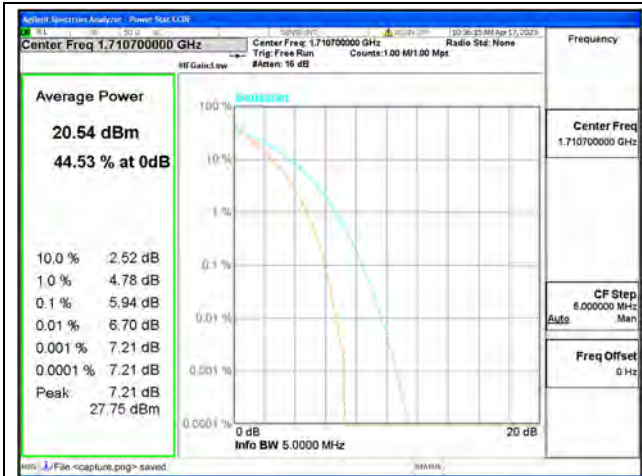 Agilent Spectrum Analyzer - Power Stat CCDF
Center Freq 1.710700000 GHz
Center Freq: 1.710700000 GHz
Radio Std: None
10:36:15 AM Apr 17, 2023
Trig: Free Run
Counts:1.00 M/1.00 Mpt
#IFGain:Low
#Atten: 16 dB
Frequency
Average Power
20.54 dBm
44.53 % at 0dB
10.0 % 2.52 dB
1.0 % 4.78 dB
0.1 % 5.94 dB
0.01 % 6.70 dB
0.001 % 7.21 dB
0.0001 % 7.21 dB
Peak 7.21 dB
27.75 dBm
Gaussian
100 %
10 %
1 %
0.1 %
0.01 %
0.001 %
0.0001 %
0 dB
20 dB
Info BW 5.0000 MHz
Center Freq
1.710700000 GHz
CF Step
5.000000 MHz
Auto Man
Freq Offset
0 Hz
MSG
File <capture.png> saved
STATUS